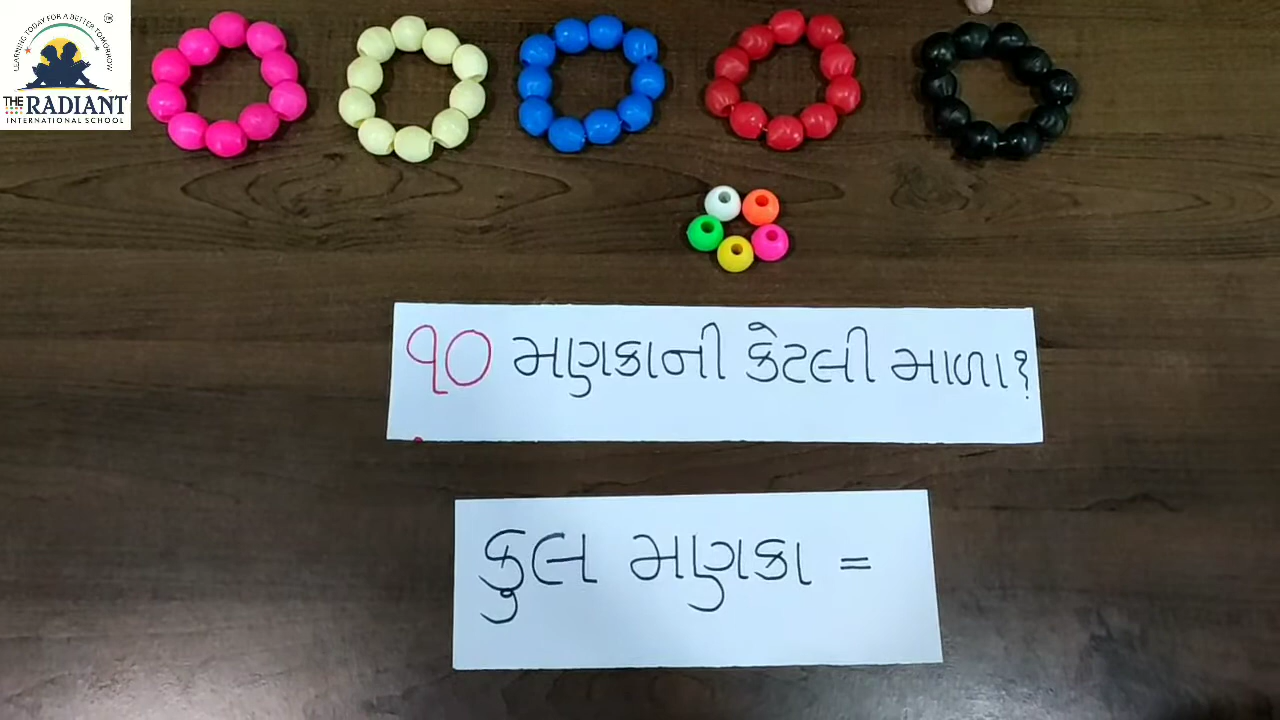 LEARNING TODAY FOR A BETTER TOMORROW
THE RADIANT
INTERNATIONAL SCHOOL
૧૦ મણકાની કેટલી માળા?
કુલ મણકા =